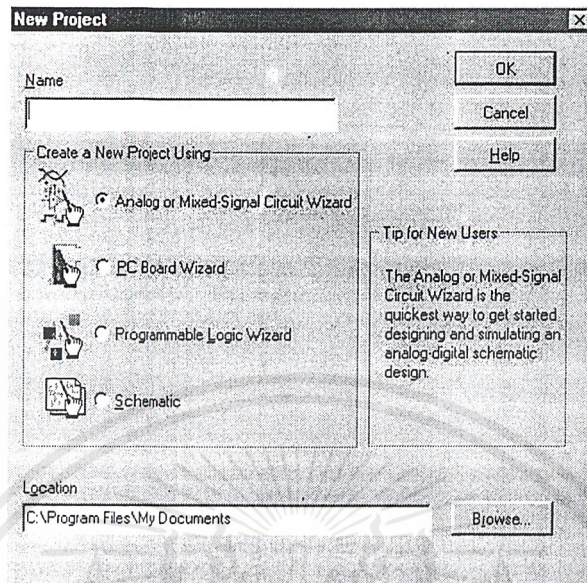 New Project
Name
OK
Cancel
Help
Create a New Project Using
Analog or Mixed-Signal Circuit Wizard
PC Board Wizard
Programmable Logic Wizard
Schematic
Tip for New Users
The Analog or Mixed-Signal
Circuit Wizard is the
quickest way to get started
designing and simulating an
analog-digital schematic
design.
Location
C:\Program Files\My Documents
Browse...